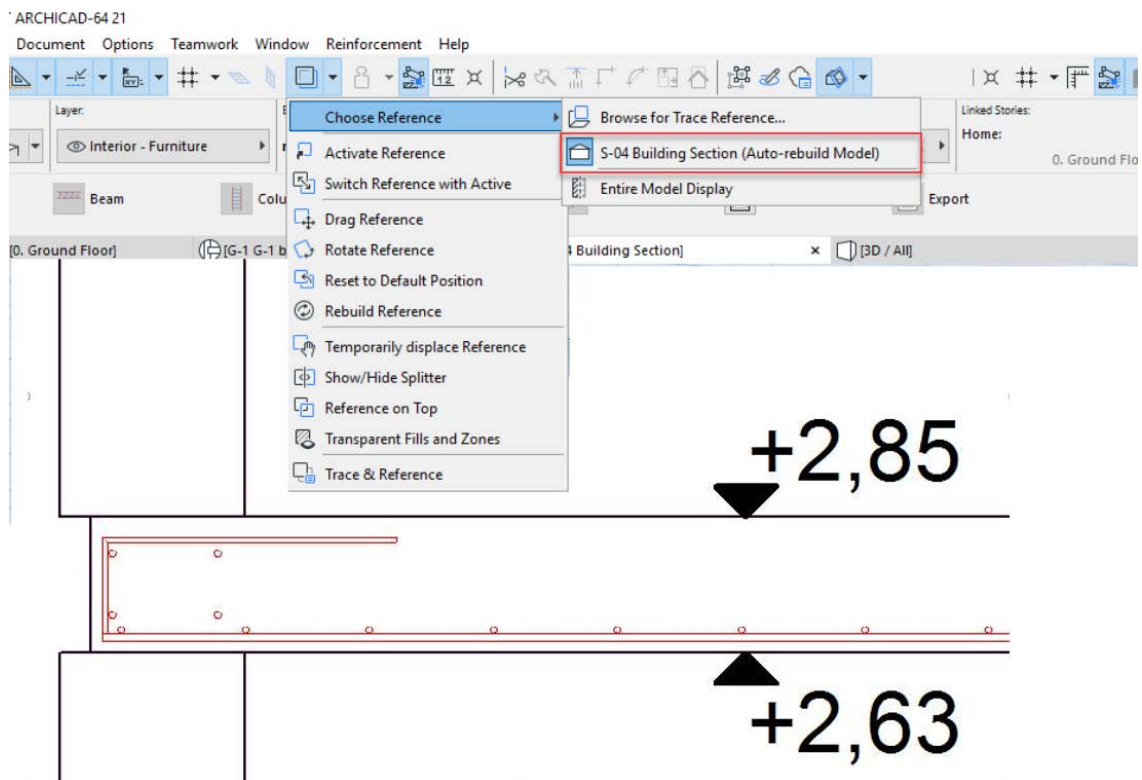 ARCHICAD-64 21
Document Options Teamwork Window Reinforcement Help
Layer:
Interior - Furniture
Linked Stories:
Home:
0. Ground Flo
Beam
Colu
Export
Choose Reference
Activate Reference
Switch Reference with Active
Drag Reference
Rotate Reference
Reset to Default Position
Rebuild Reference
Temporarily displace Reference
Show/Hide Splitter
Reference on Top
Transparent Fills and Zones
Trace & Reference
Browse for Trace Reference...
S-04 Building Section (Auto-rebuild Model)
Entire Model Display
[0. Ground Floor]
[G-1 G-1 b
4 Building Section]
[3D / All]
+2,85
+2,63